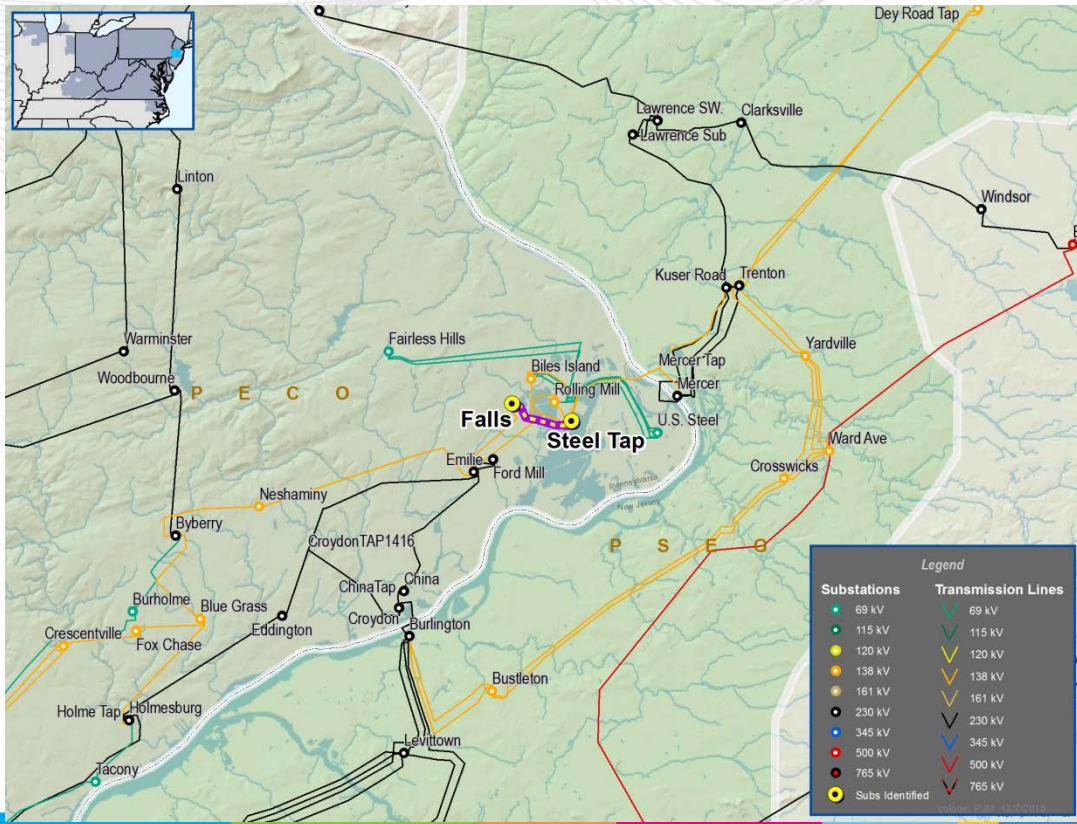 Dey Road Tap
Lawrence SW.
Clarksville
Lawrence Sub
Linton
Windsor
Kuser Road
Trenton
Fairless Hills
Warminster
Yardville
Biles Island
Mercer Tap
Woodbourne
P E C O
Rolling Mill
Mercer
Falls
U.S. Steel
Steel Tap
Ward Ave
Emilie
Ford Mill
Crosswicks
Pennsylvania
New Jersey
Neshaminy
Byberry
CroydonTAP1416
P S E G
ChinaTap
China
Burholme
Blue Grass
Croydon
Eddington
Burlington
Crescentville
Fox Chase
Bustleton
Holme Tap
Holmesburg
Levittown
Tacony
Legend
Substations
69 kV
115 kV
120 kV
138 kV
161 kV
230 kV
345 kV
500 kV
765 kV
Subs Identified
Transmission Lines
69 kV
115 kV
120 kV
138 kV
161 kV
230 kV
345 kV
500 kV
765 kV